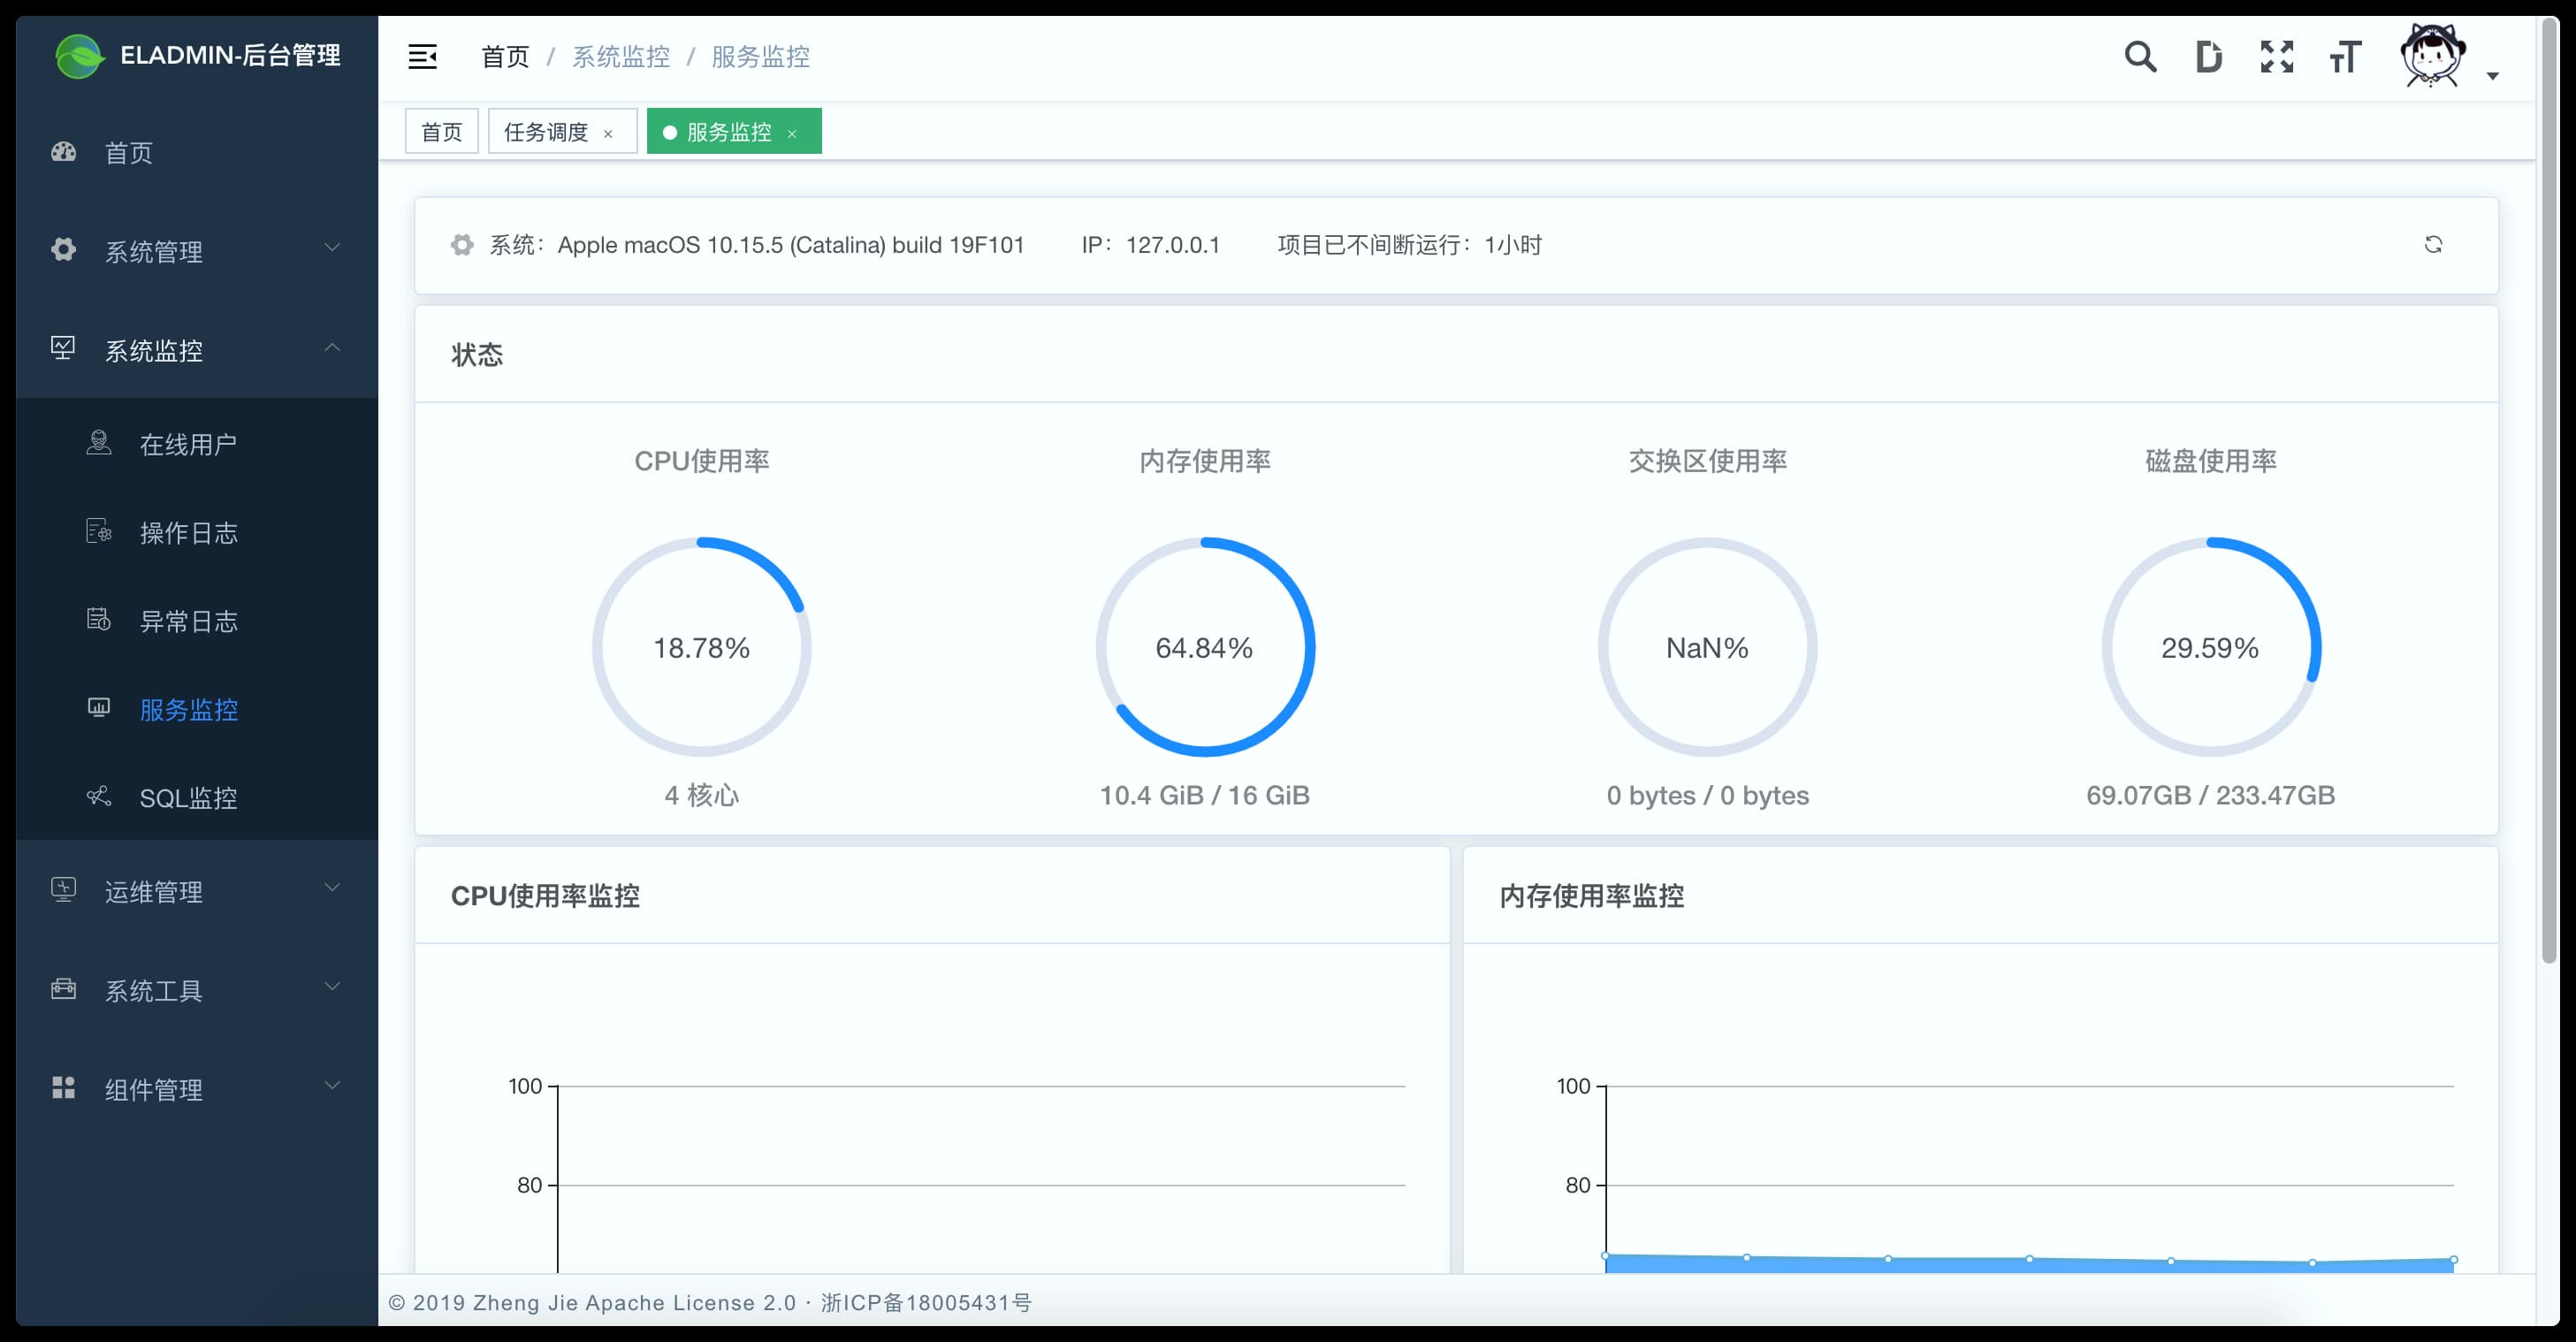 ELADMIN-后台管理
首页
系统管理
系统监控
在线用户
操作日志
异常日志
服务监控
SQL监控
运维管理
系统工具
组件管理
首页 / 系统监控 / 服务监控
首页 任务调度 × 服务监控 ×
系统：Apple macOS 10.15.5 (Catalina) build 19F101 IP：127.0.0.1 项目已不间断运行：1小时
状态
CPU使用率 内存使用率 交换区使用率 磁盘使用率
18.78% 64.84% NaN% 29.59%
4 核心 10.4 GiB / 16 GiB 0 bytes / 0 bytes 69.07GB / 233.47GB
CPU使用率监控
100
80
内存使用率监控
100
80
© 2019 Zheng Jie Apache License 2.0 · 浙ICP备18005431号